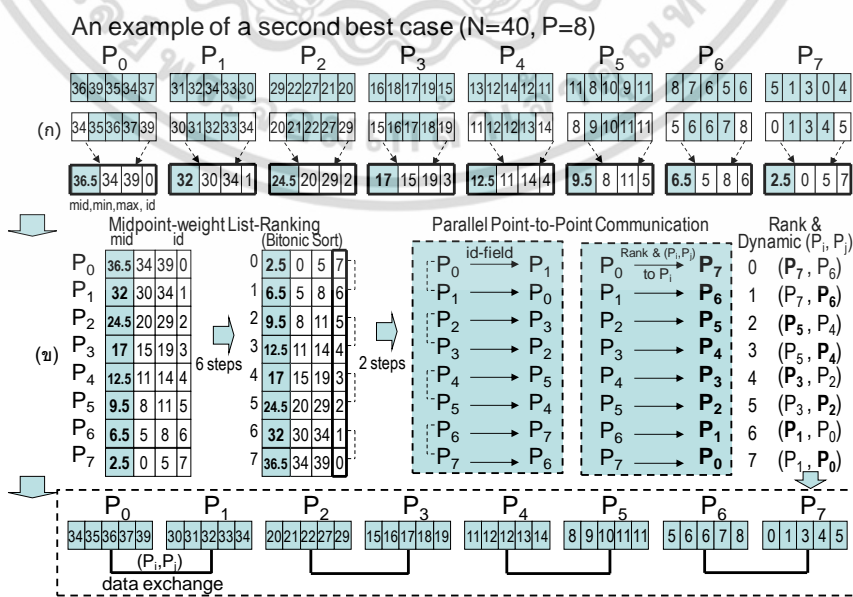 An example of a second best case (N=40, P=8)
P0 P1 P2 P3 P4 P5 P6 P7
36 39 35 34 37 31 32 34 33 30 29 22 27 21 20 16 18 17 19 15 13 12 14 12 11 11 8 10 9 11 8 7 6 5 6 5 1 3 0 4
(ก) 34 35 36 37 39 30 31 32 33 34 20 21 22 27 29 15 16 17 18 19 11 12 12 13 14 8 9 10 11 11 5 6 6 7 8 0 1 3 4 5
36.5 34 39 0 32 30 34 1 24.5 20 29 2 17 15 19 3 12.5 11 14 4 9.5 8 11 5 6.5 5 8 6 2.5 0 5 7
mid,min,max, id
Midpoint-weight List-Ranking Parallel Point-to-Point Communication Rank &
mid id (Bitonic Sort) Dynamic (Pi, Pj)
id-field Rank & (Pi,Pj)
to Pi
P0 36.5 34 39 0 0 2.5 0 5 7 P0 P1 P0 P7 0 (P7, P6)
P1 32 30 34 1 1 6.5 5 8 6 P1 P0 P1 P6 1 (P7, P6)
P2 24.5 20 29 2 2 9.5 8 11 5 P2 P3 P2 P5 2 (P5, P4)
(ข) P3 17 15 19 3 3 12.5 11 14 4 P3 P2 P3 P4 3 (P5, P4)
6 steps 2 steps
P4 12.5 11 14 4 4 17 15 19 3 P4 P5 P4 P3 4 (P3, P2)
P5 9.5 8 11 5 5 24.5 20 29 2 P5 P4 P5 P2 5 (P3, P2)
P6 6.5 5 8 6 6 32 30 34 1 P6 P7 P6 P1 6 (P1, P0)
P7 2.5 0 5 7 7 36.5 34 39 0 P7 P6 P7 P0 7 (P1, P0)
P0 P1 P2 P3 P4 P5 P6 P7
34 35 36 37 39 30 31 32 33 34 20 21 22 27 29 15 16 17 18 19 11 12 12 13 14 8 9 10 11 11 5 6 6 7 8 0 1 3 4 5
(Pi,Pj)
data exchange